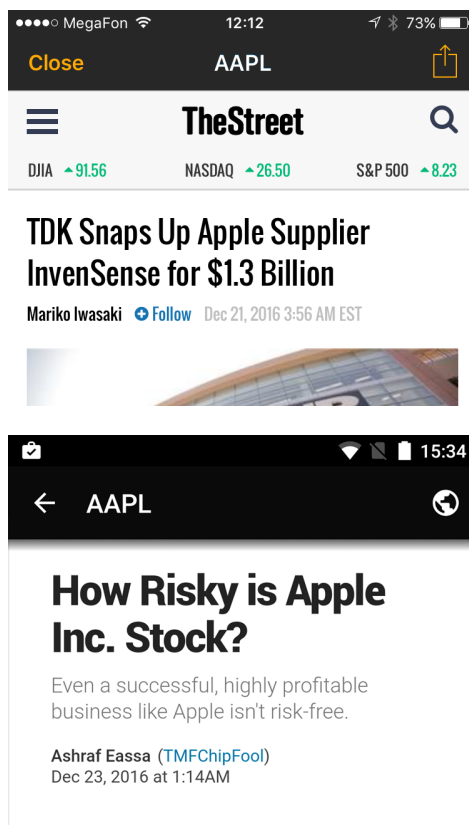 MegaFon 12:12 73%
Close AAPL
TheStreet
DJIA 91.56 NASDAQ 26.50 S&P 500 8.23
TDK Snaps Up Apple Supplier
InvenSense for $1.3 Billion
Mariko Iwasaki Follow Dec 21, 2016 3:56 AM EST
15:34
AAPL
How Risky is Apple
Inc. Stock?
Even a successful, highly profitable
business like Apple isn't risk-free.
Ashraf Eassa (TMFChipFool)
Dec 23, 2016 at 1:14AM